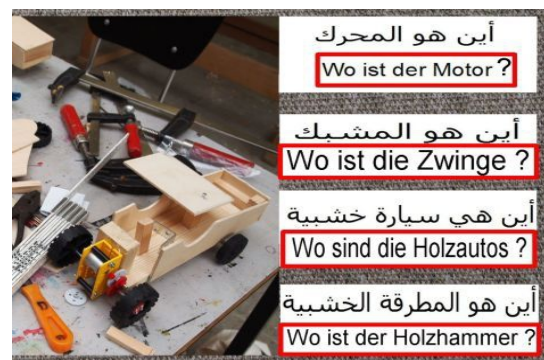 أين هو المحرك
Wo ist der Motor ?
أين هو المشبك
Wo ist die Zwinge ?
أين هي سيارة خشبية
Wo sind die Holzautos ?
أين هو المطرقة الخشبية
Wo ist der Holzhammer ?